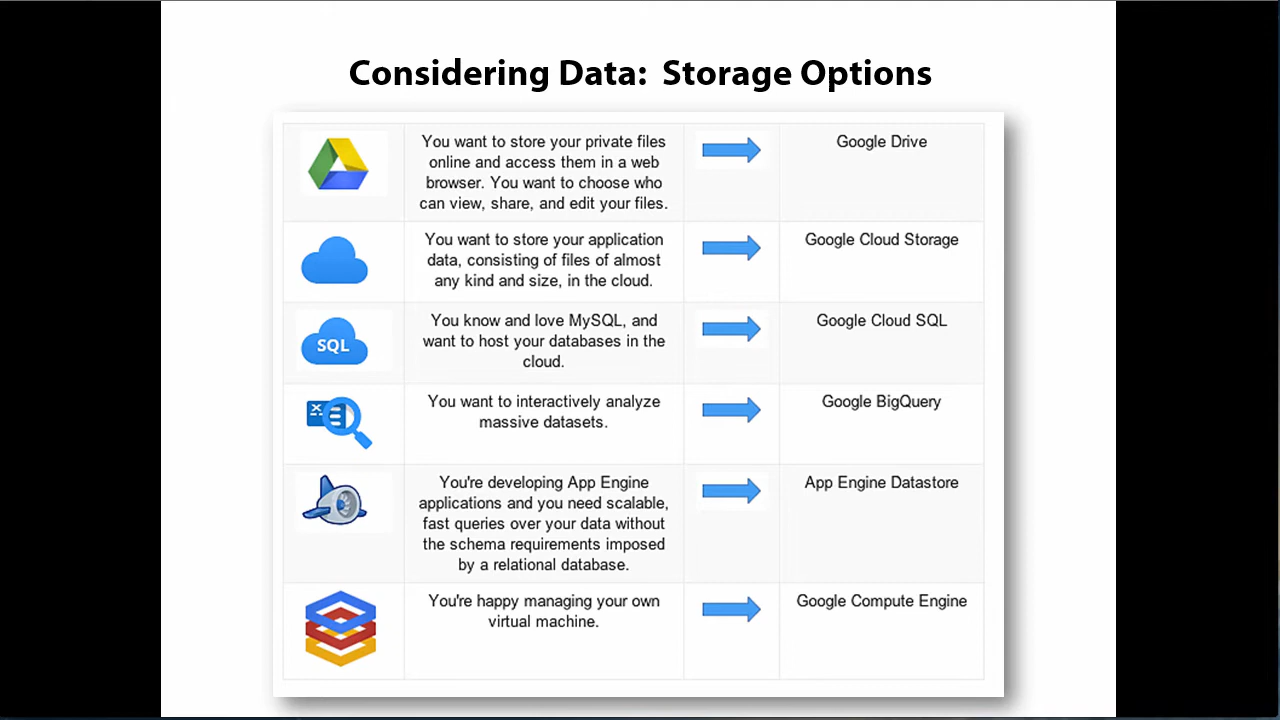 Considering Data: Storage Options
You want to store your private files
online and access them in a web
browser. You want to choose who
can view, share, and edit your files.
Google Drive
You want to store your application
data, consisting of files of almost
any kind and size, in the cloud.
Google Cloud Storage
SQL
You know and love MySQL, and
want to host your databases in the
cloud.
Google Cloud SQL
You want to interactively analyze
massive datasets.
Google BigQuery
You're developing App Engine
applications and you need scalable,
fast queries over your data without
the schema requirements imposed
by a relational database.
App Engine Datastore
You're happy managing your own
virtual machine.
Google Compute Engine